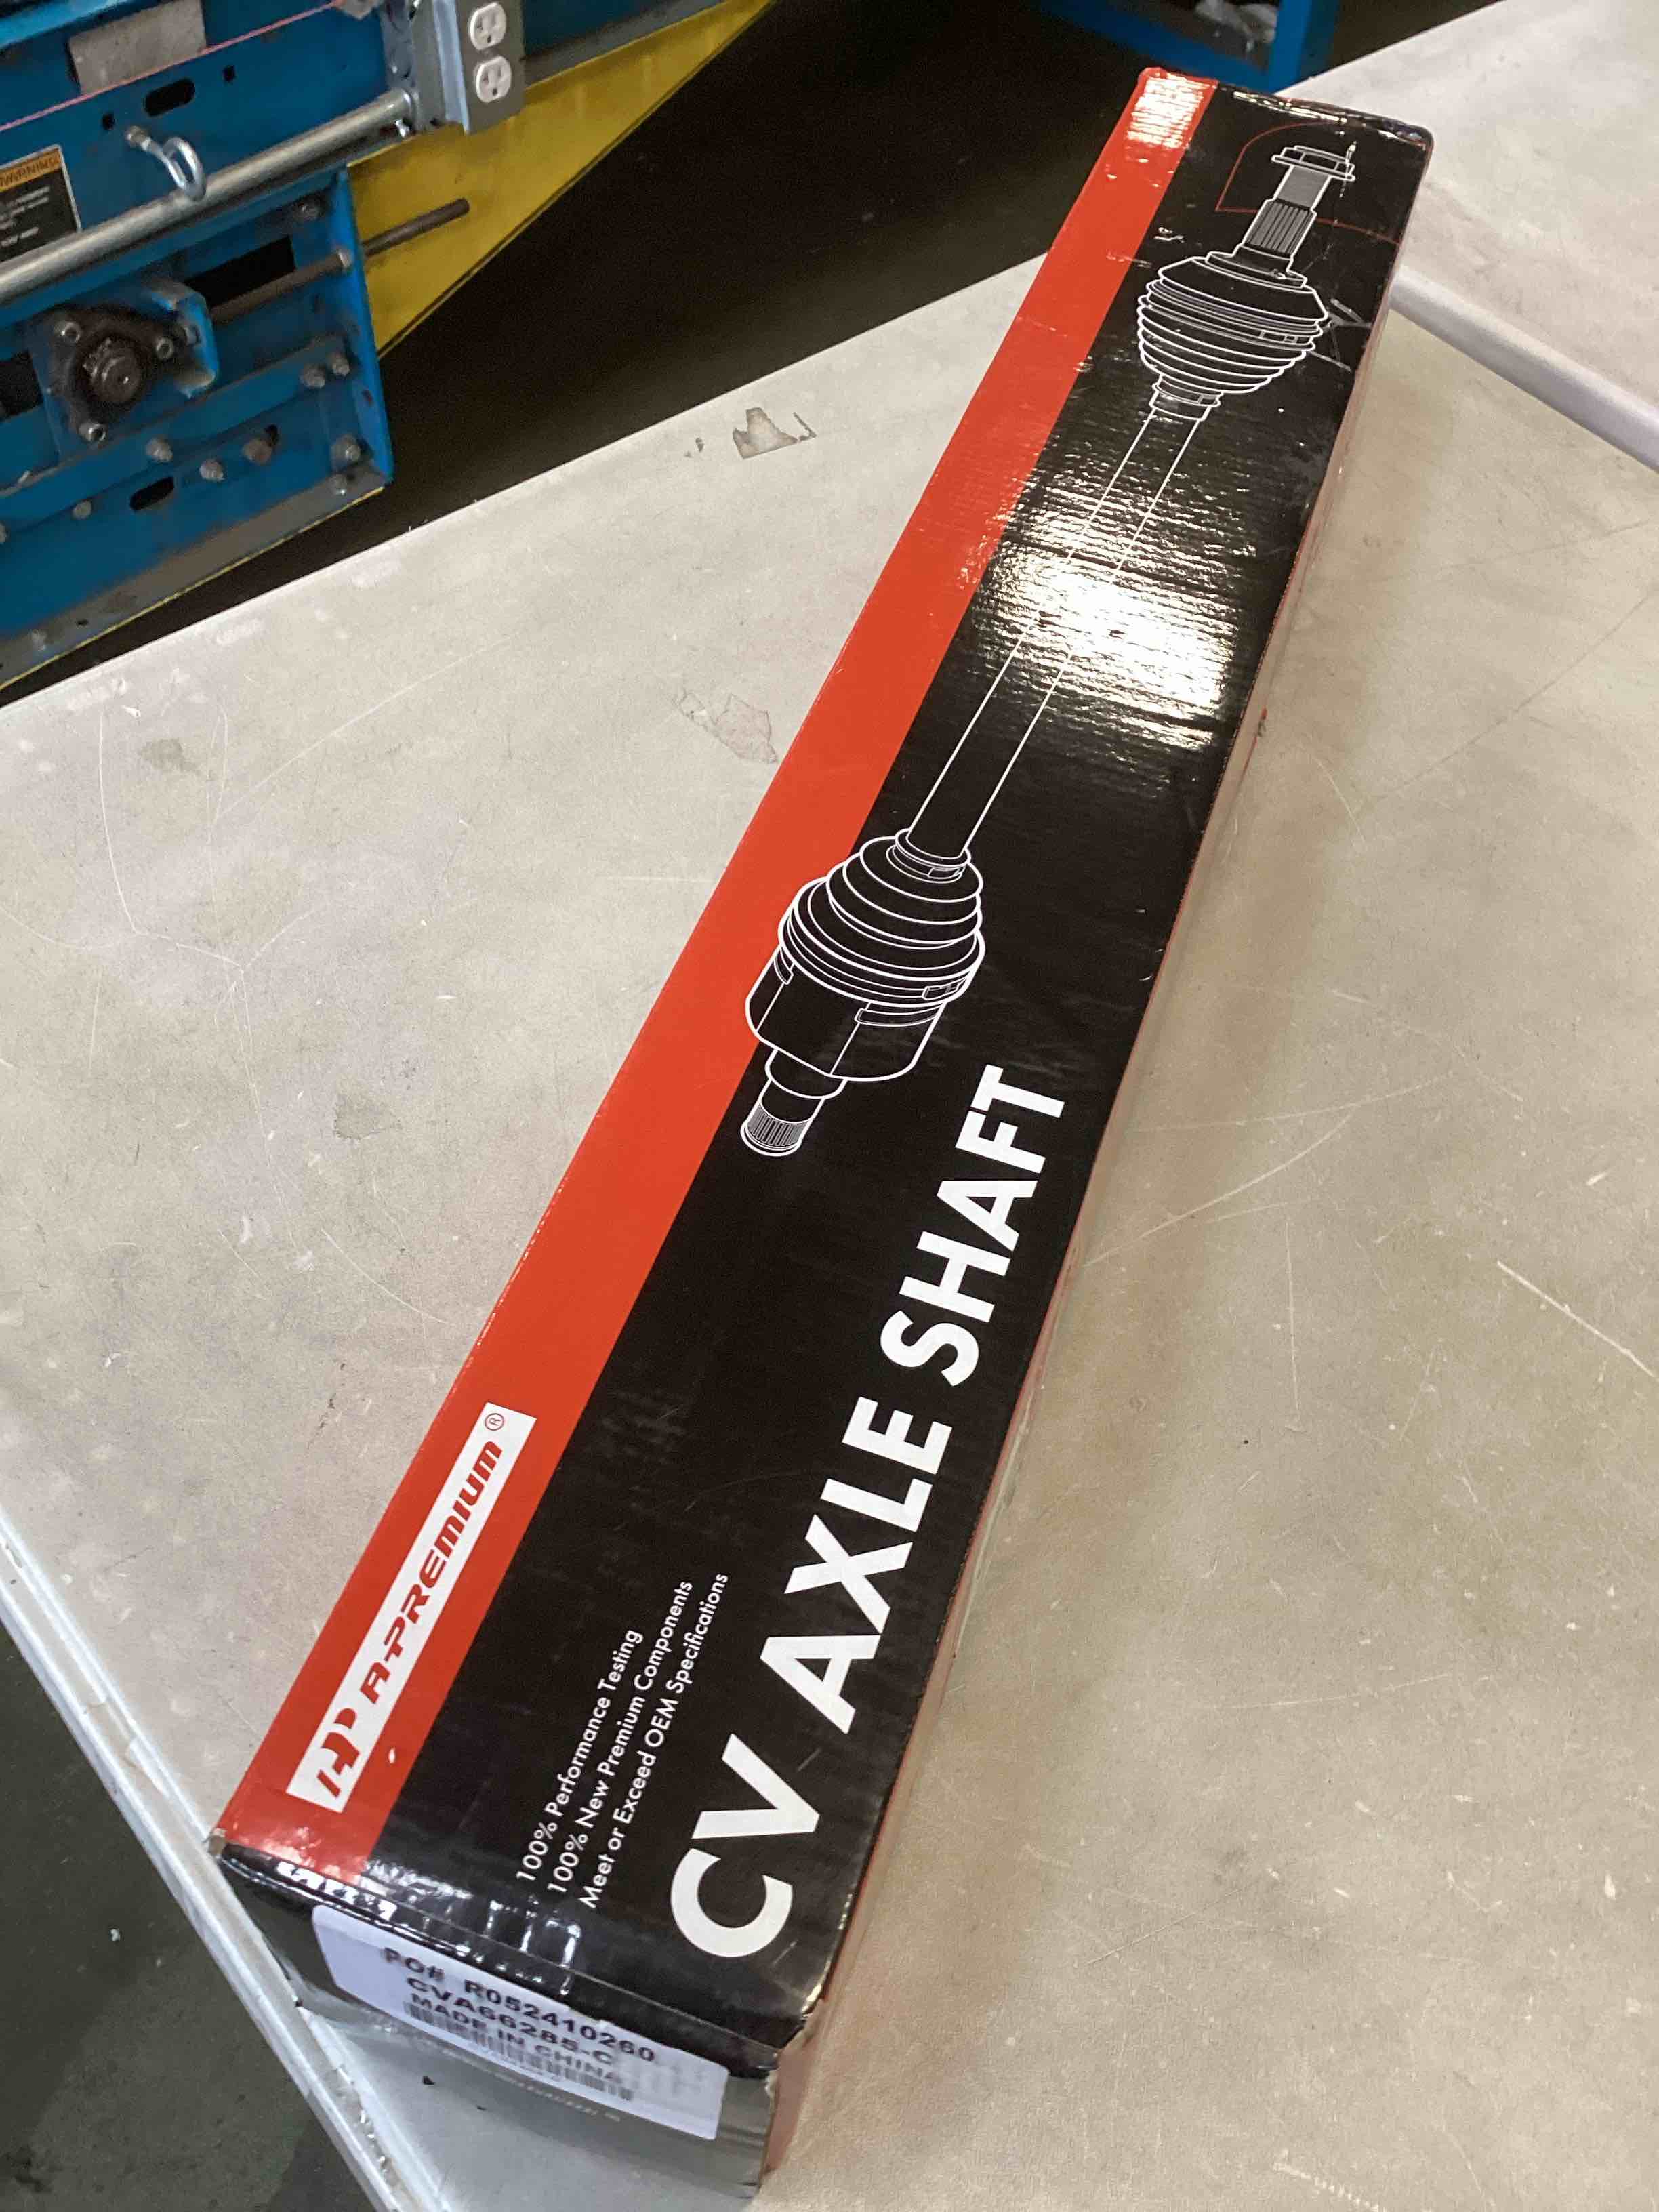 WARNING
A-PREMIUM®
100% Performance Testing
100% New Premium Components
Meet or Exceed OEM Specifications
CV AXLE SHAFT
PO# R052410260
CVA66285-C
MADE IN CHINA